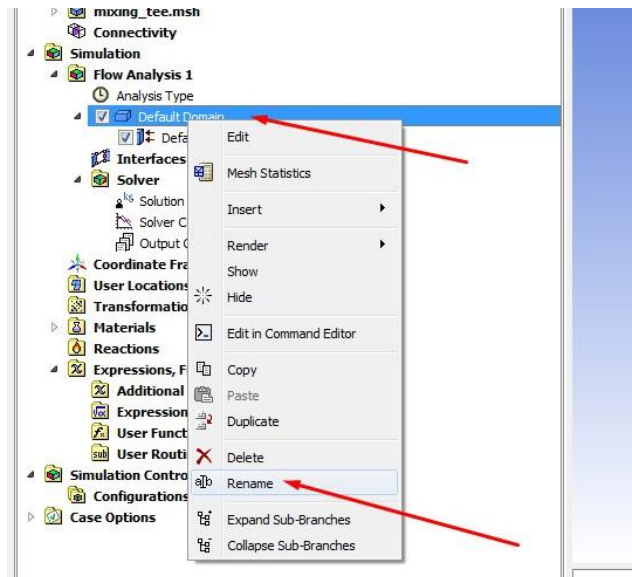 mixing_tee.msh
Connectivity
Simulation
Flow Analysis 1
Analysis Type
Default Domain
Defa
Interfaces
Solver
Solution
Solver C
Output C
Coordinate Fra
User Locations
Transformatio
Materials
Reactions
Expressions, F
Additional
Expression
User Funct
User Routi
Simulation Contro
Configurations
Case Options
Edit
Mesh Statistics
Insert
Render
Show
Hide
Edit in Command Editor
Copy
Paste
Duplicate
Delete
Rename
Expand Sub-Branches
Collapse Sub-Branches